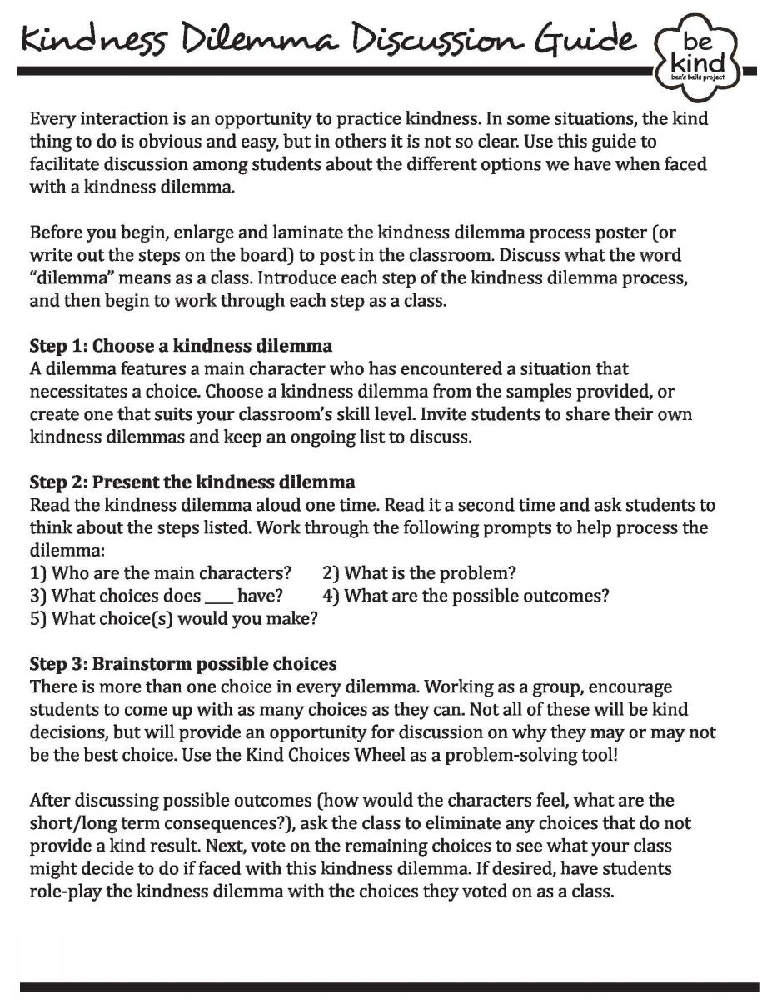 Kindness Dilemma Discussion Guide
be
kind
ben's bells project
Every interaction is an opportunity to practice kindness. In some situations, the kind
thing to do is obvious and easy, but in others it is not so clear. Use this guide to
facilitate discussion among students about the different options we have when faced
with a kindness dilemma.
Before you begin, enlarge and laminate the kindness dilemma process poster (or
write out the steps on the board) to post in the classroom. Discuss what the word
“dilemma” means as a class. Introduce each step of the kindness dilemma process,
and then begin to work through each step as a class.
Step 1: Choose a kindness dilemma
A dilemma features a main character who has encountered a situation that
necessitates a choice. Choose a kindness dilemma from the samples provided, or
create one that suits your classroom’s skill level. Invite students to share their own
kindness dilemmas and keep an ongoing list to discuss.
Step 2: Present the kindness dilemma
Read the kindness dilemma aloud one time. Read it a second time and ask students to
think about the steps listed. Work through the following prompts to help process the
dilemma:
1) Who are the main characters? 2) What is the problem?
3) What choices does ___ have? 4) What are the possible outcomes?
5) What choice(s) would you make?
Step 3: Brainstorm possible choices
There is more than one choice in every dilemma. Working as a group, encourage
students to come up with as many choices as they can. Not all of these will be kind
decisions, but will provide an opportunity for discussion on why they may or may not
be the best choice. Use the Kind Choices Wheel as a problem-solving tool!
After discussing possible outcomes (how would the characters feel, what are the
short/long term consequences?), ask the class to eliminate any choices that do not
provide a kind result. Next, vote on the remaining choices to see what your class
might decide to do if faced with this kindness dilemma. If desired, have students
role-play the kindness dilemma with the choices they voted on as a class.